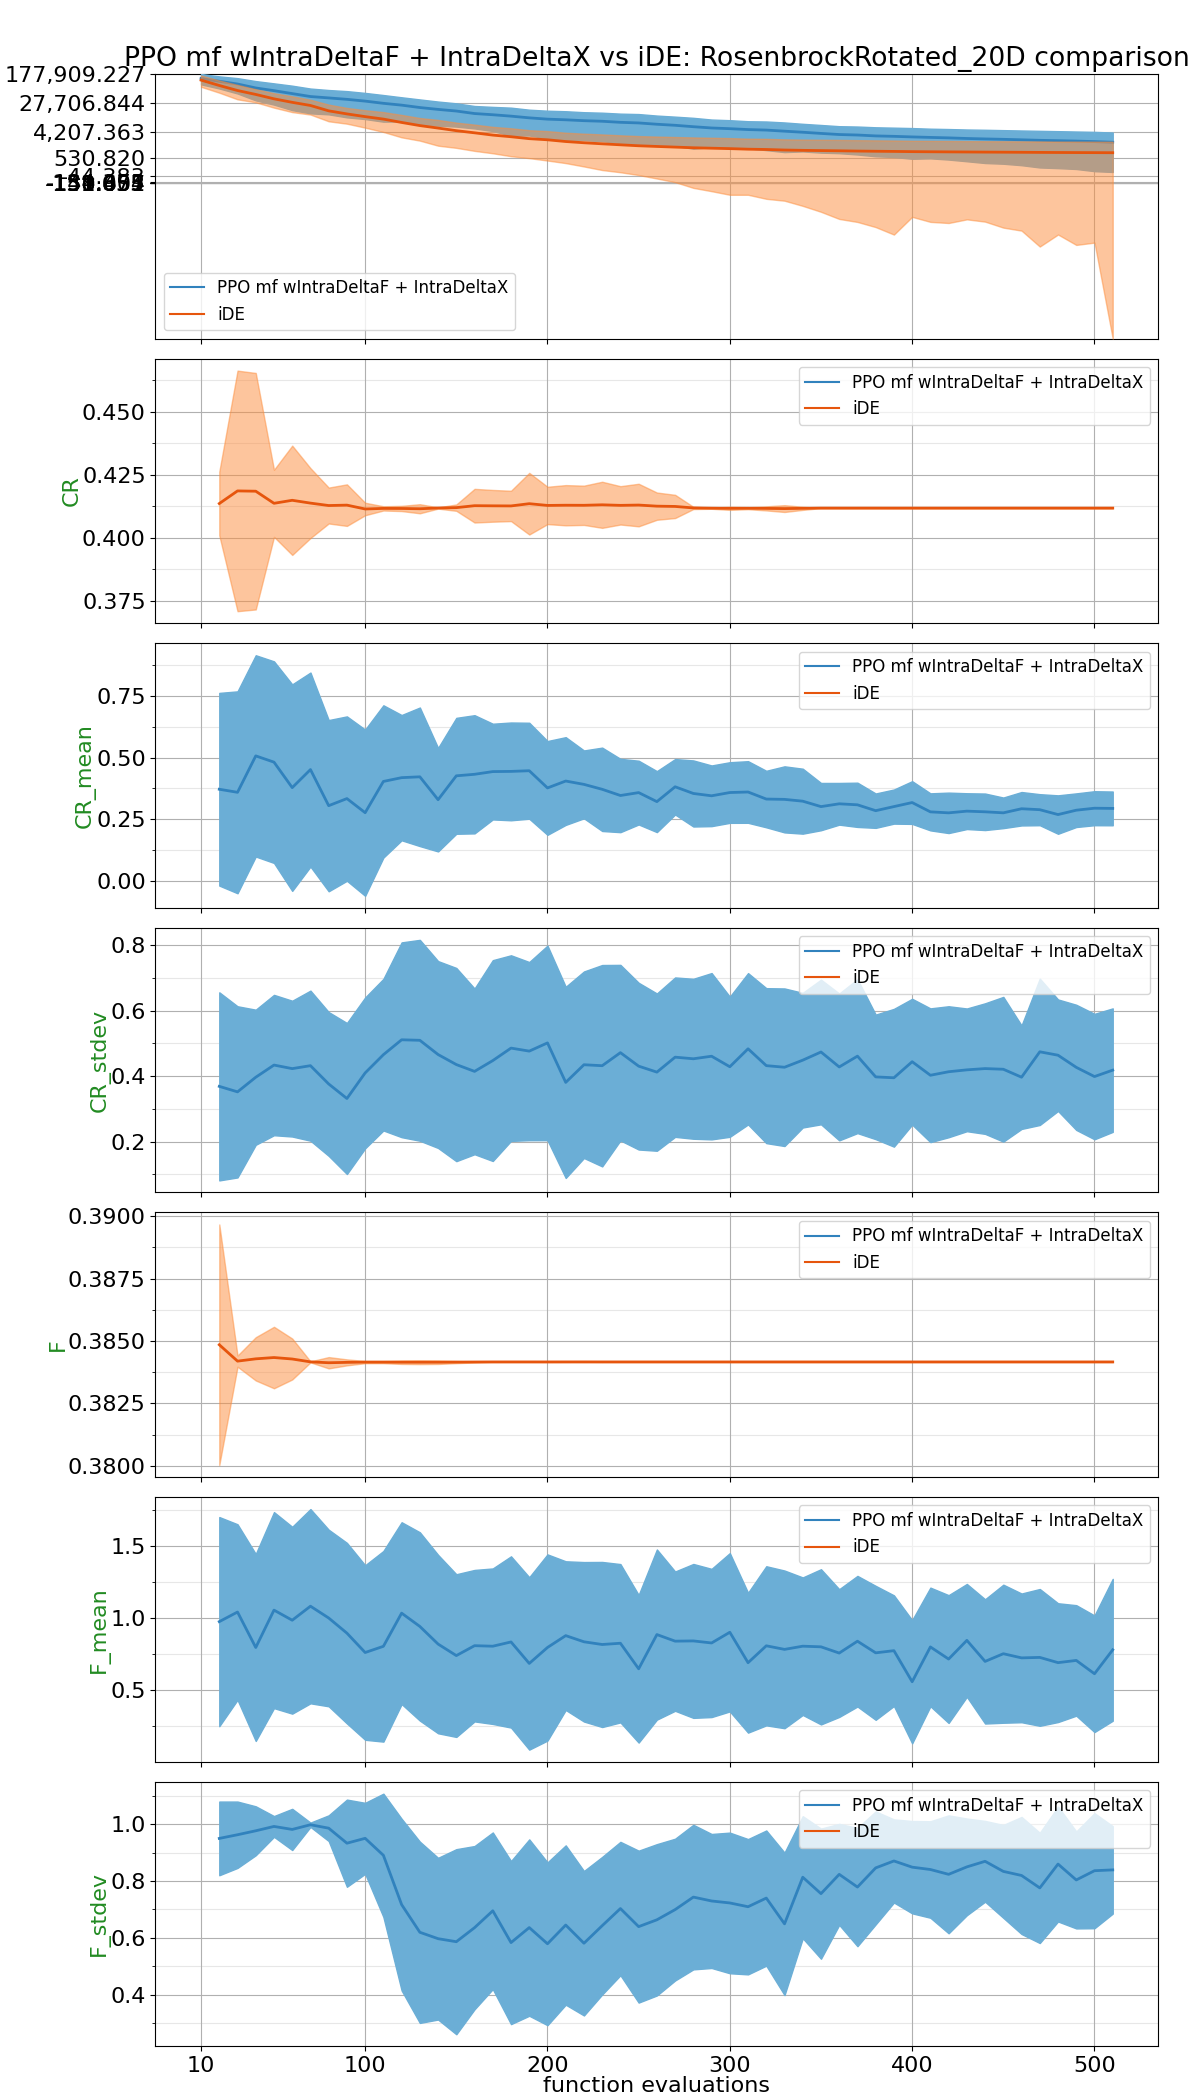 PPO mf wIntraDeltaF + IntraDeltaX vs iDE: RosenbrockRotated_20D comparison
177,909.227
27,706.844
4,207.363
530.820
PPO mf wIntraDeltaF + IntraDeltaX
iDE
PPO mf wIntraDeltaF + IntraDeltaX
iDE
0.450
0.425
0.400
0.375
CR
PPO mf wIntraDeltaF + IntraDeltaX
iDE
0.75
0.50
0.25
0.00
CR_mean
PPO mf wIntraDeltaF + IntraDeltaX
iDE
0.8
0.6
0.4
0.2
CR_stdev
PPO mf wIntraDeltaF + IntraDeltaX
iDE
0.3900
0.3875
0.3850
0.3825
0.3800
F
PPO mf wIntraDeltaF + IntraDeltaX
iDE
1.5
1.0
0.5
F_mean
PPO mf wIntraDeltaF + IntraDeltaX
iDE
1.0
0.8
0.6
0.4
F_stdev
10 100 200 300 400 500
function evaluations